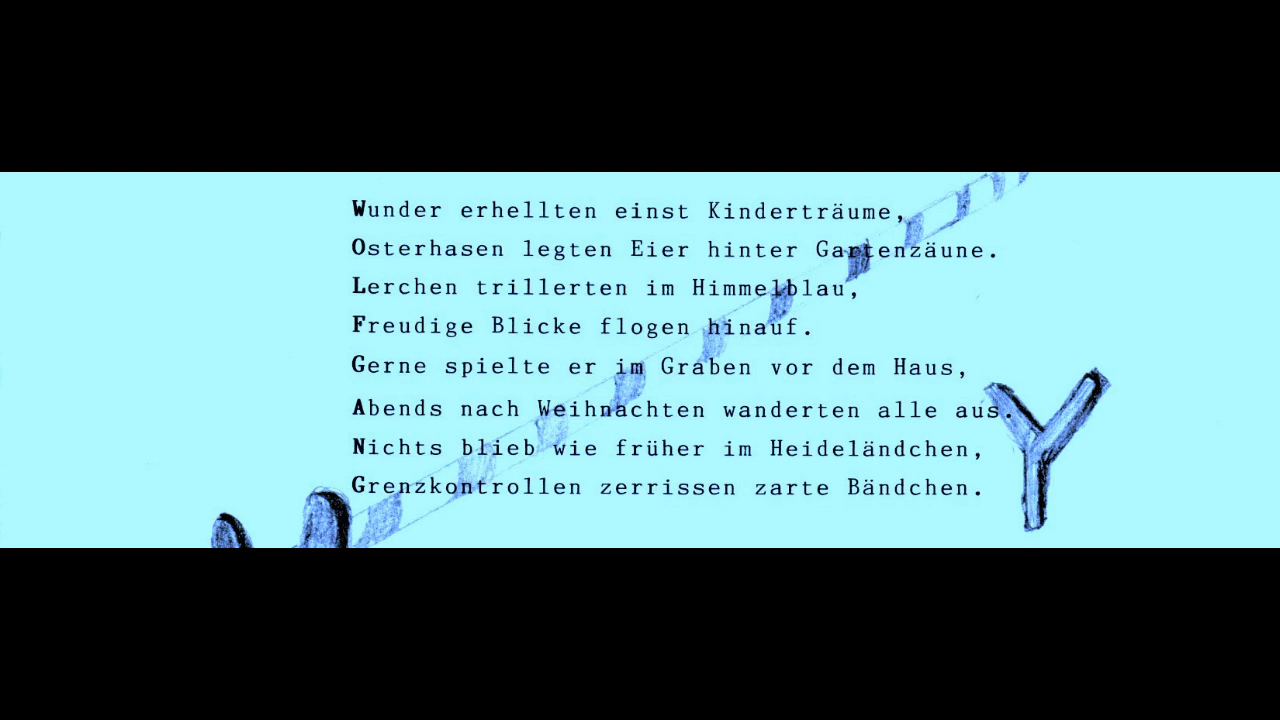 Wunder erhellten einst Kinderträume,
Osterhasen legten Eier hinter Gartenzäune.
Lerchen trillerten im Himmelblau,
Freudige Blicke flogen hinauf.
Gerne spielte er im Graben vor dem Haus,
Abends nach Weihnachten wanderten alle aus.
Nichts blieb wie früher im Heideländchen,
Grenzkontrollen zerrissen zarte Bändchen.